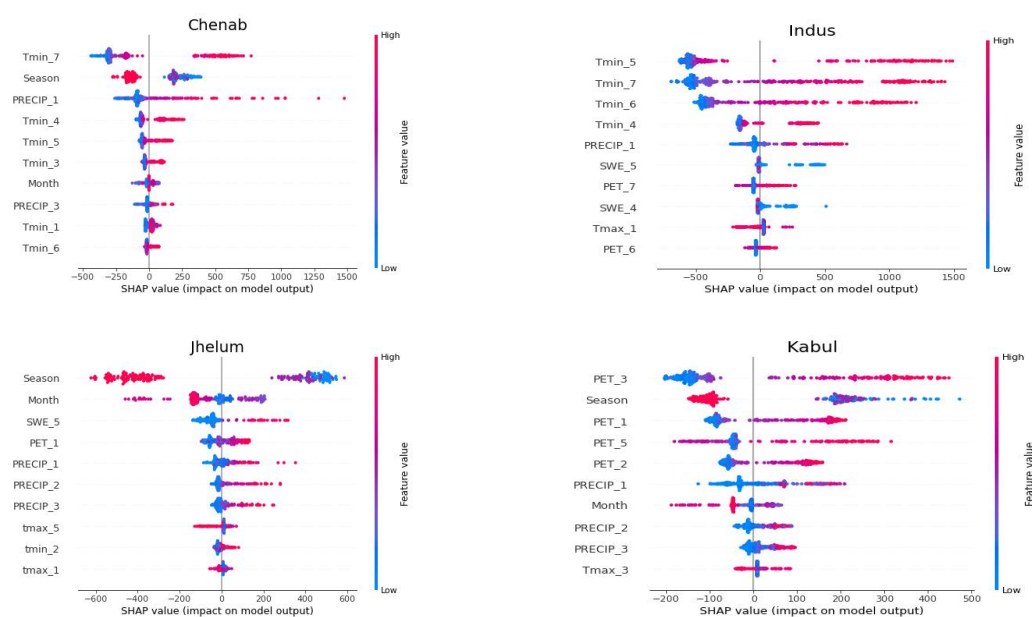 Chenab
High
Tmin_7
Season
PRECIP_1
Tmin_4
Tmin_5
Tmin_3
Month
PRECIP_3
Tmin_1
Tmin_6
Feature value
Low
−500 −250 0 250 500 750 1000 1250 1500
SHAP value (impact on model output)
Indus
High
Tmin_5
Tmin_7
Tmin_6
Tmin_4
PRECIP_1
SWE_5
PET_7
SWE_4
Tmax_1
PET_6
Feature value
Low
−500 0 500 1000 1500
SHAP value (impact on model output)
Jhelum
High
Season
Month
SWE_5
PET_1
PRECIP_1
PRECIP_2
PRECIP_3
tmax_5
tmin_2
tmax_1
Feature value
Low
−600 −400 −200 0 200 400 600
SHAP value (impact on model output)
Kabul
High
PET_3
Season
PET_1
PET_5
PET_2
PRECIP_1
Month
PRECIP_2
PRECIP_3
Tmax_3
Feature value
Low
−200 −100 0 100 200 300 400 500
SHAP value (impact on model output)